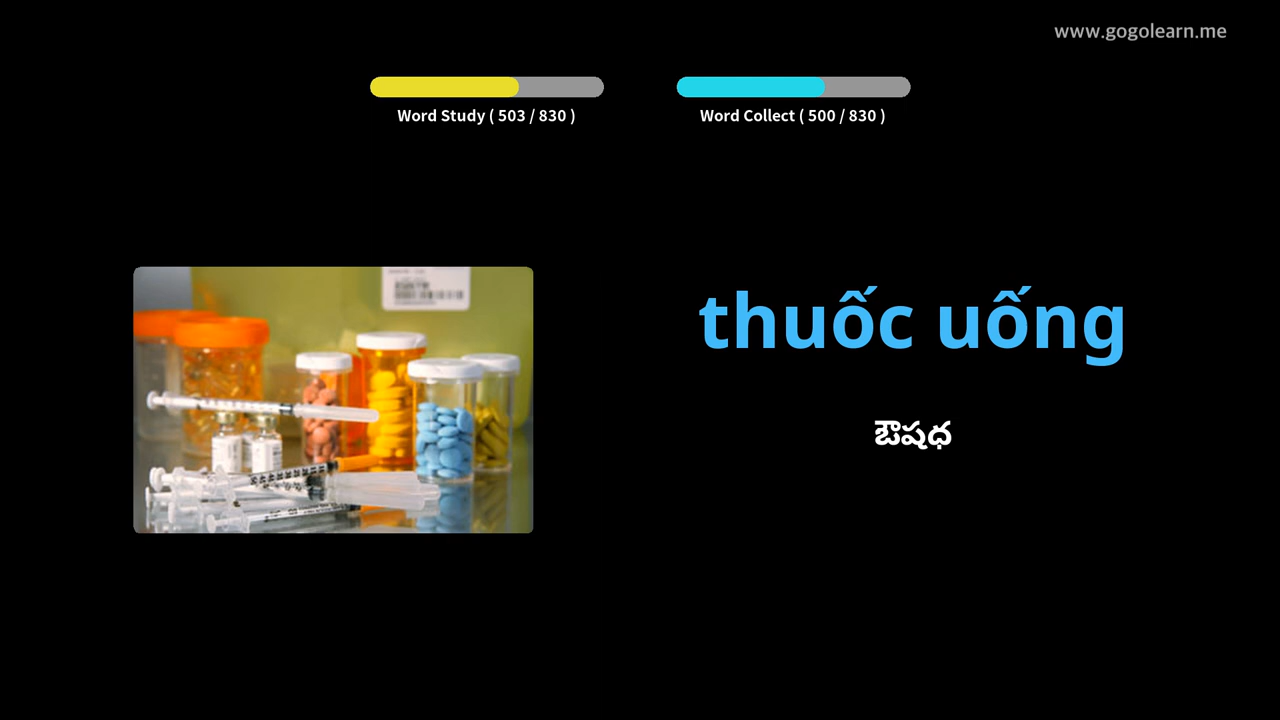 www.gogolearn.me
Word Study ( 503 / 830 )
Word Collect ( 500 / 830 )
thuốc uống
ఔషధ